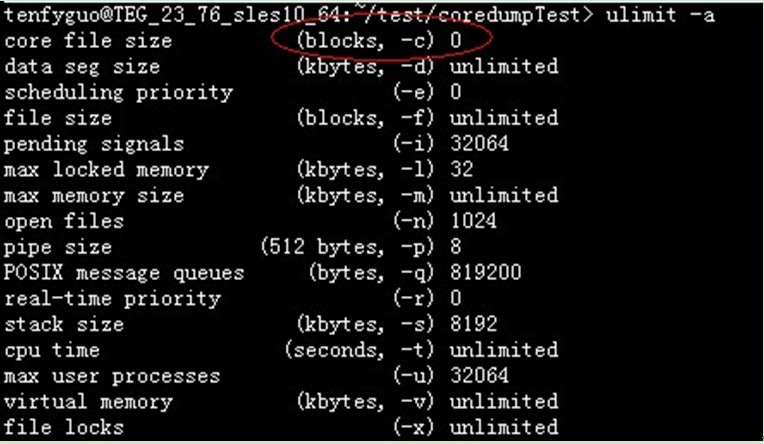 tenfyguo@TEG_23_76_sles10_64:~/test/coredumpTest> ulimit -a
core file size (blocks, -c) 0
data seg size (kbytes, -d) unlimited
scheduling priority (-e) 0
file size (blocks, -f) unlimited
pending signals (-i) 32064
max locked memory (kbytes, -l) 32
max memory size (kbytes, -m) unlimited
open files (-n) 1024
pipe size (512 bytes, -p) 8
POSIX message queues (bytes, -q) 819200
real-time priority (-r) 0
stack size (kbytes, -s) 8192
cpu time (seconds, -t) unlimited
max user processes (-u) 32064
virtual memory (kbytes, -v) unlimited
file locks (-x) unlimited